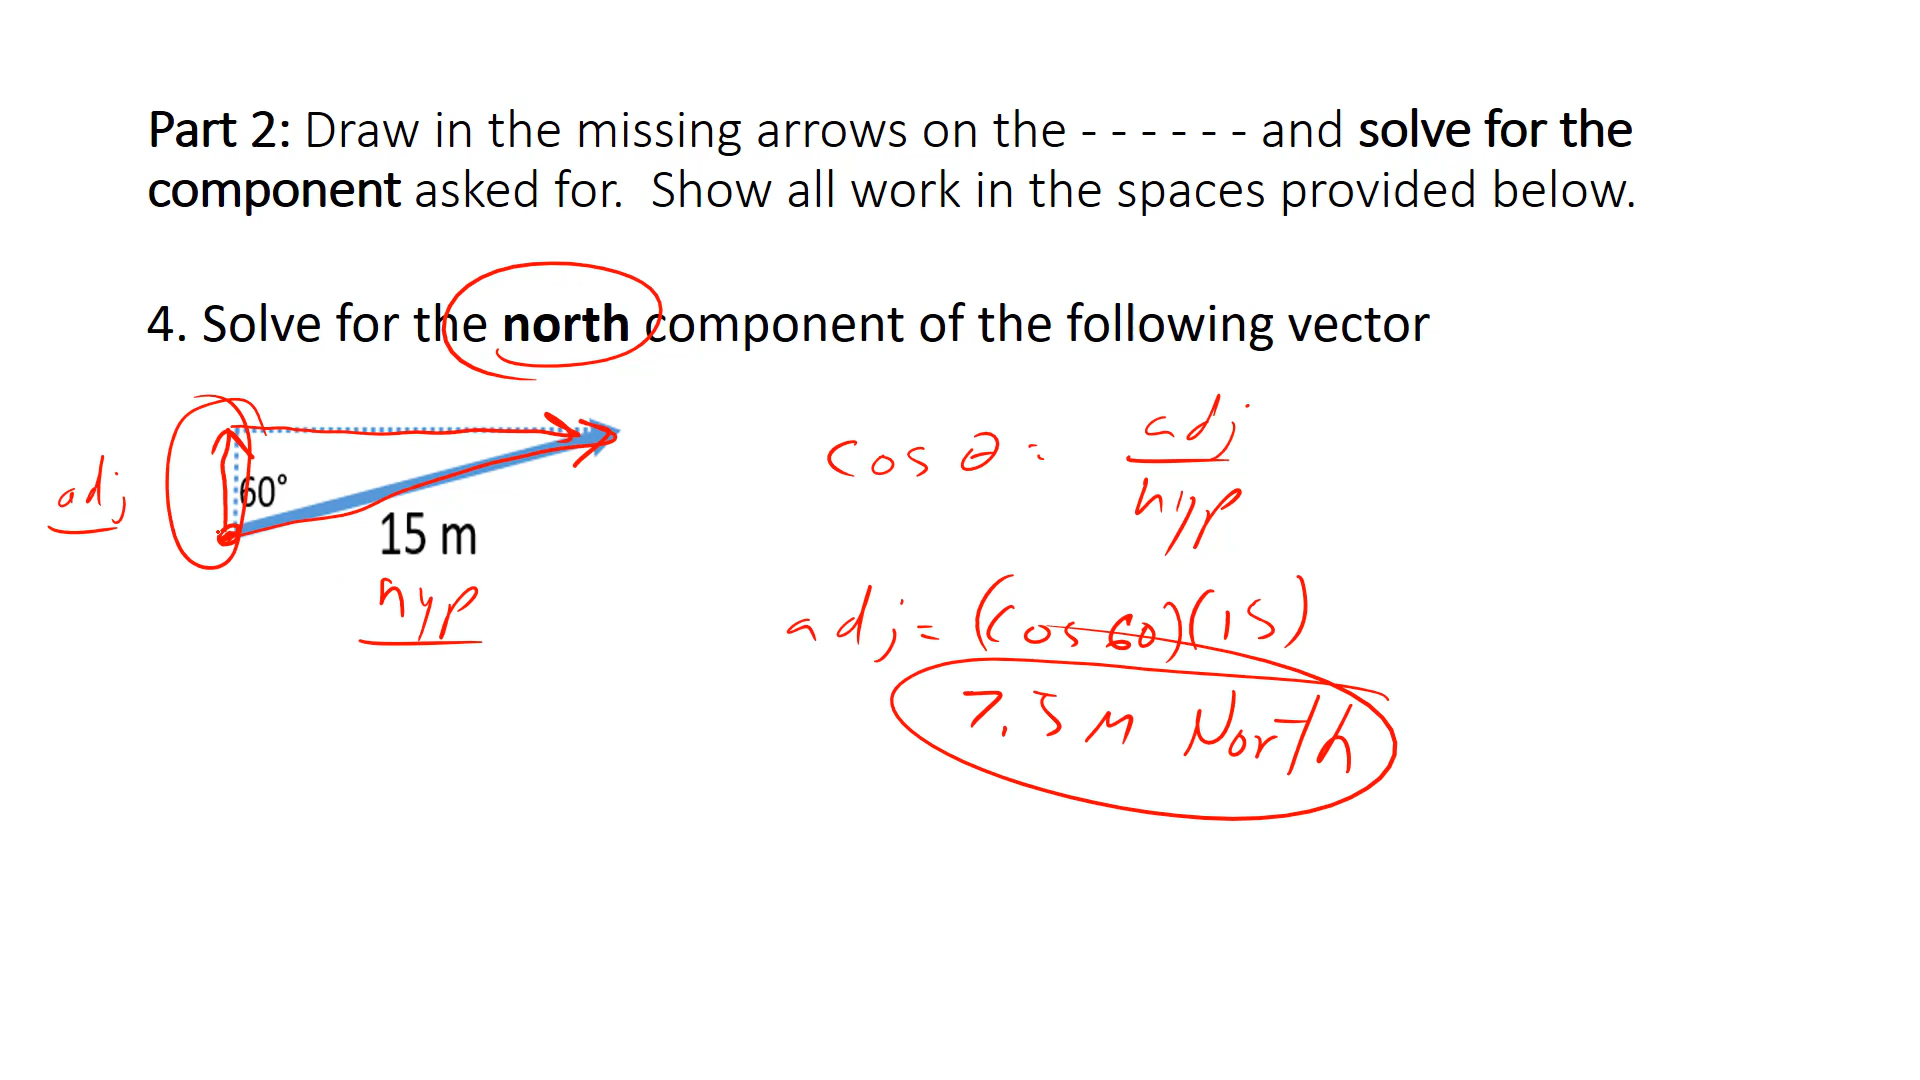 Part 2: Draw in the missing arrows on the - - - - - - and solve for the
component asked for. Show all work in the spaces provided below.
4. Solve for the north component of the following vector
adj
60°
15 m
hyp
cos θ = adj
hyp
adj = (cos 60)(15)
7.5 m North